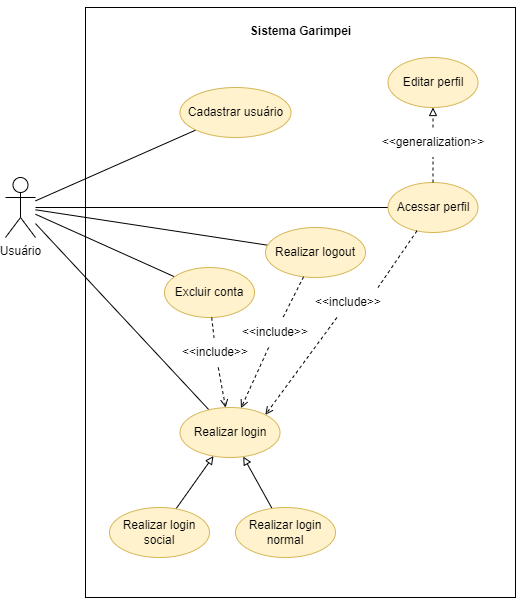 Sistema Garimpei
Editar perfil
Cadastrar usuário
<<generalization>>
Acessar perfil
Usuário
Realizar logout
Excluir conta
<<include>>
<<include>>
<<include>>
Realizar login
Realizar login
social
Realizar login
normal